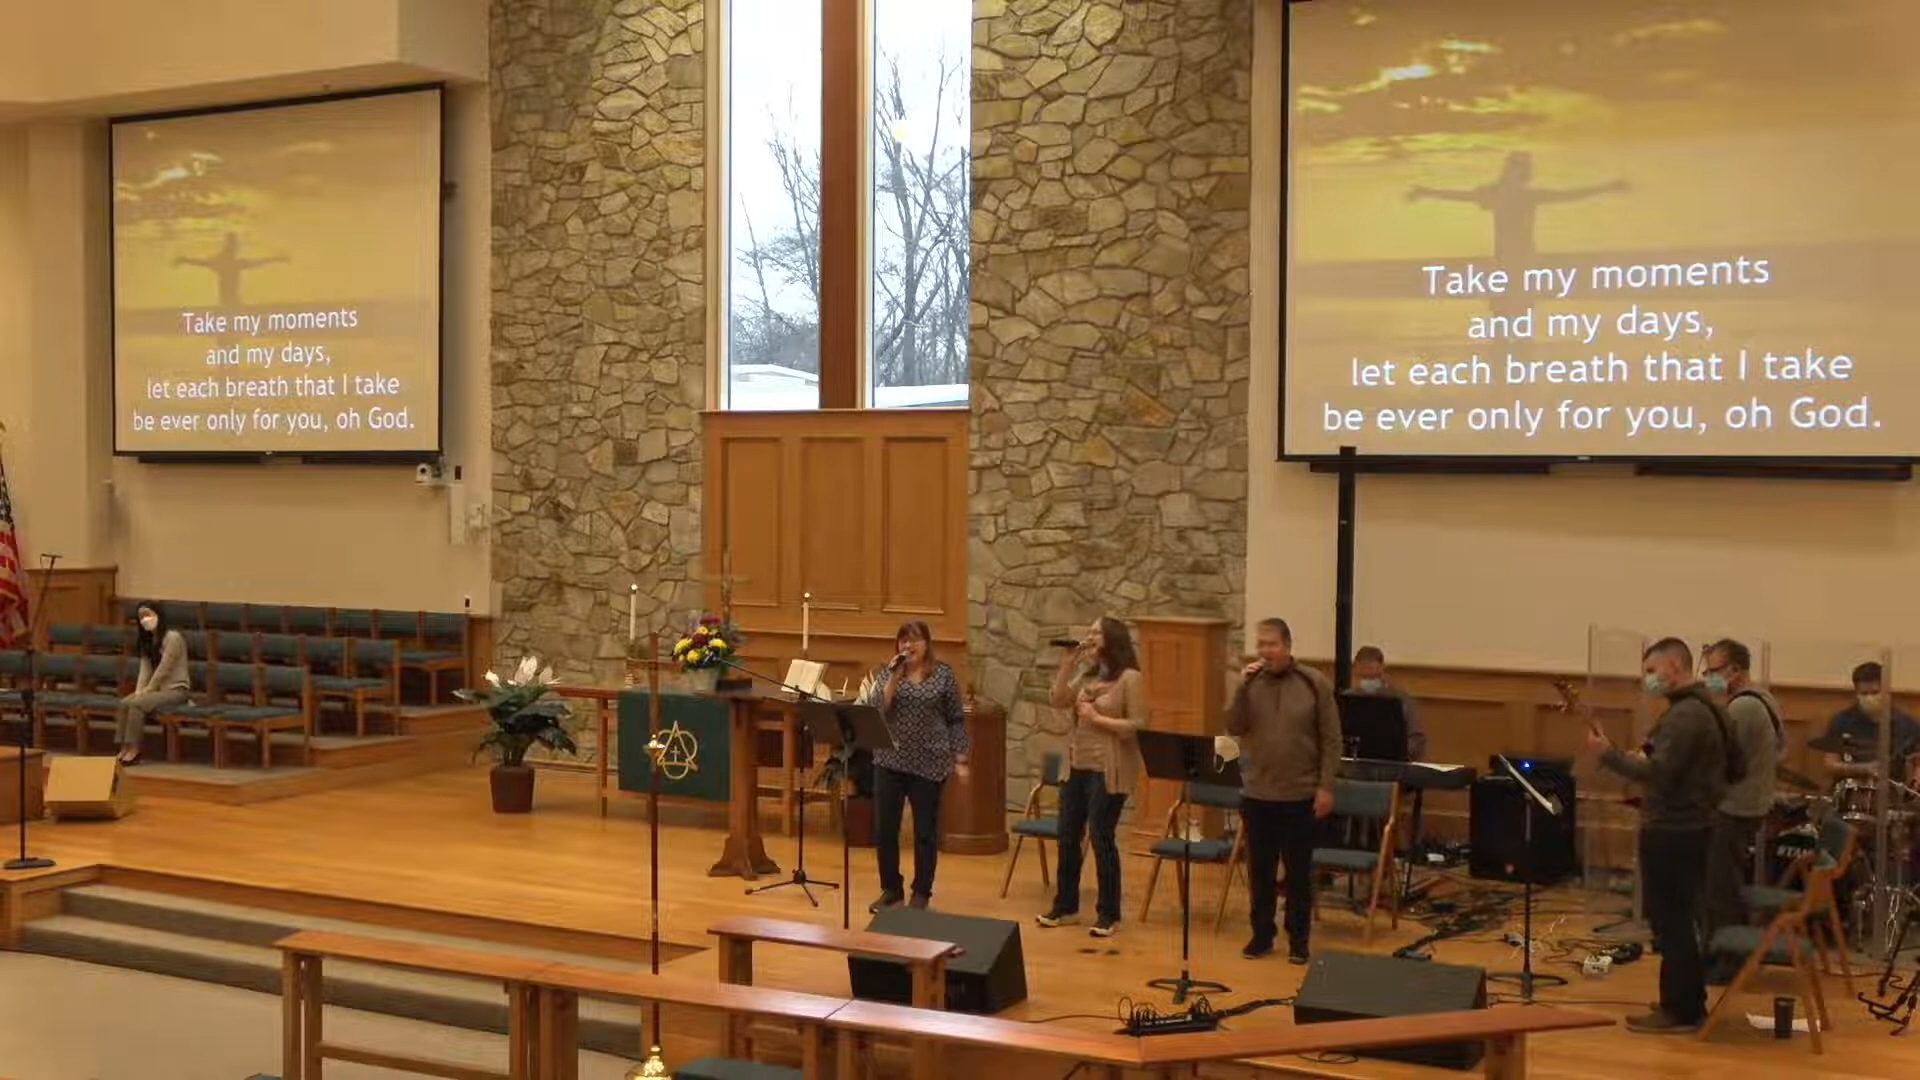 Take my moments
and my days,
let each breath that I take
be ever only for you, oh God.
Take my moments
and my days,
let each breath that I take
be ever only for you, oh God.